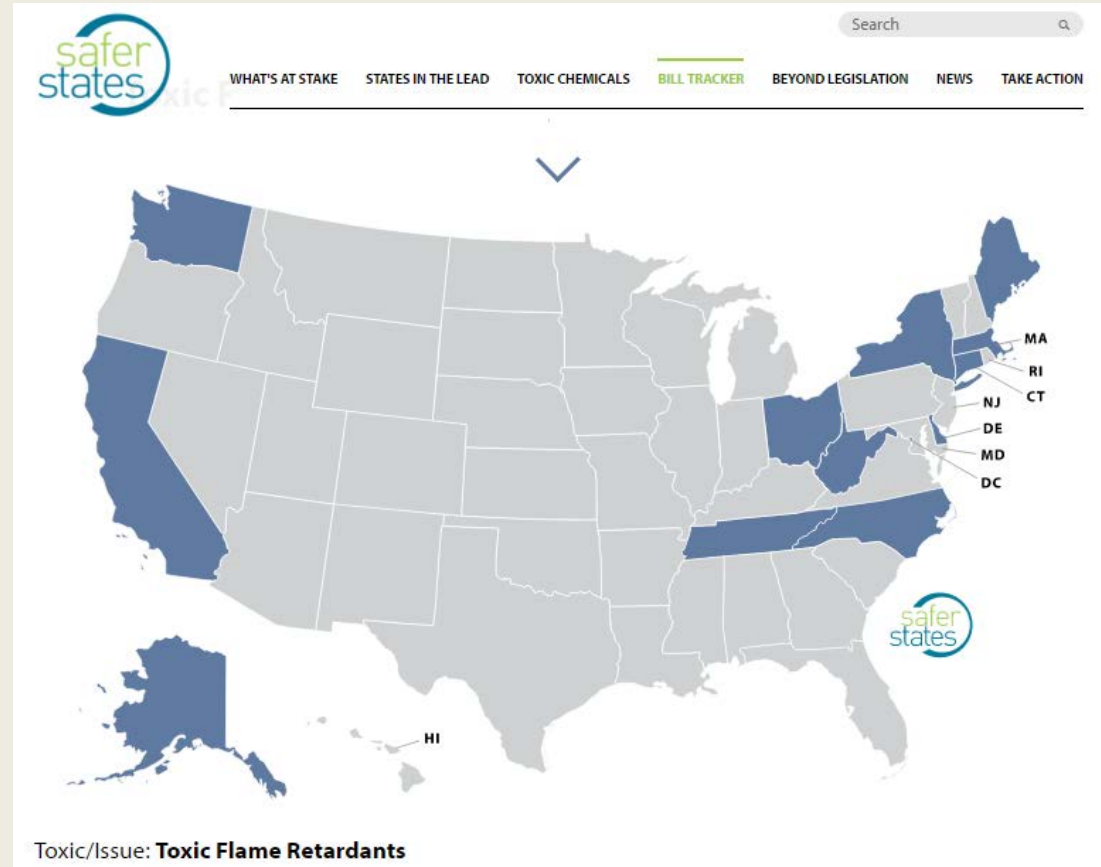 safer
states
Search
WHAT'S AT STAKE STATES IN THE LEAD TOXIC CHEMICALS BILL TRACKER BEYOND LEGISLATION NEWS TAKE ACTION
MA
RI
CT
NJ
DE
MD
DC
safer
states
HI
Toxic/Issue: Toxic Flame Retardants